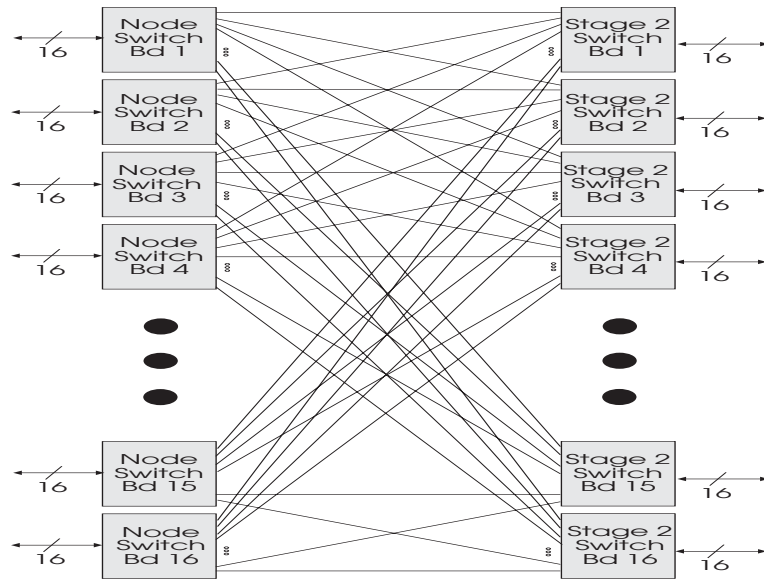 Node
Switch
Bd 1
16
Stage 2
Switch
Bd 1
16
Node
Switch
Bd 2
16
Stage 2
Switch
Bd 2
16
Node
Switch
Bd 3
16
Stage 2
Switch
Bd 3
16
Node
Switch
Bd 4
16
Stage 2
Switch
Bd 4
16
Node
Switch
Bd 15
16
Stage 2
Switch
Bd 15
16
Node
Switch
Bd 16
16
Stage 2
Switch
Bd 16
16